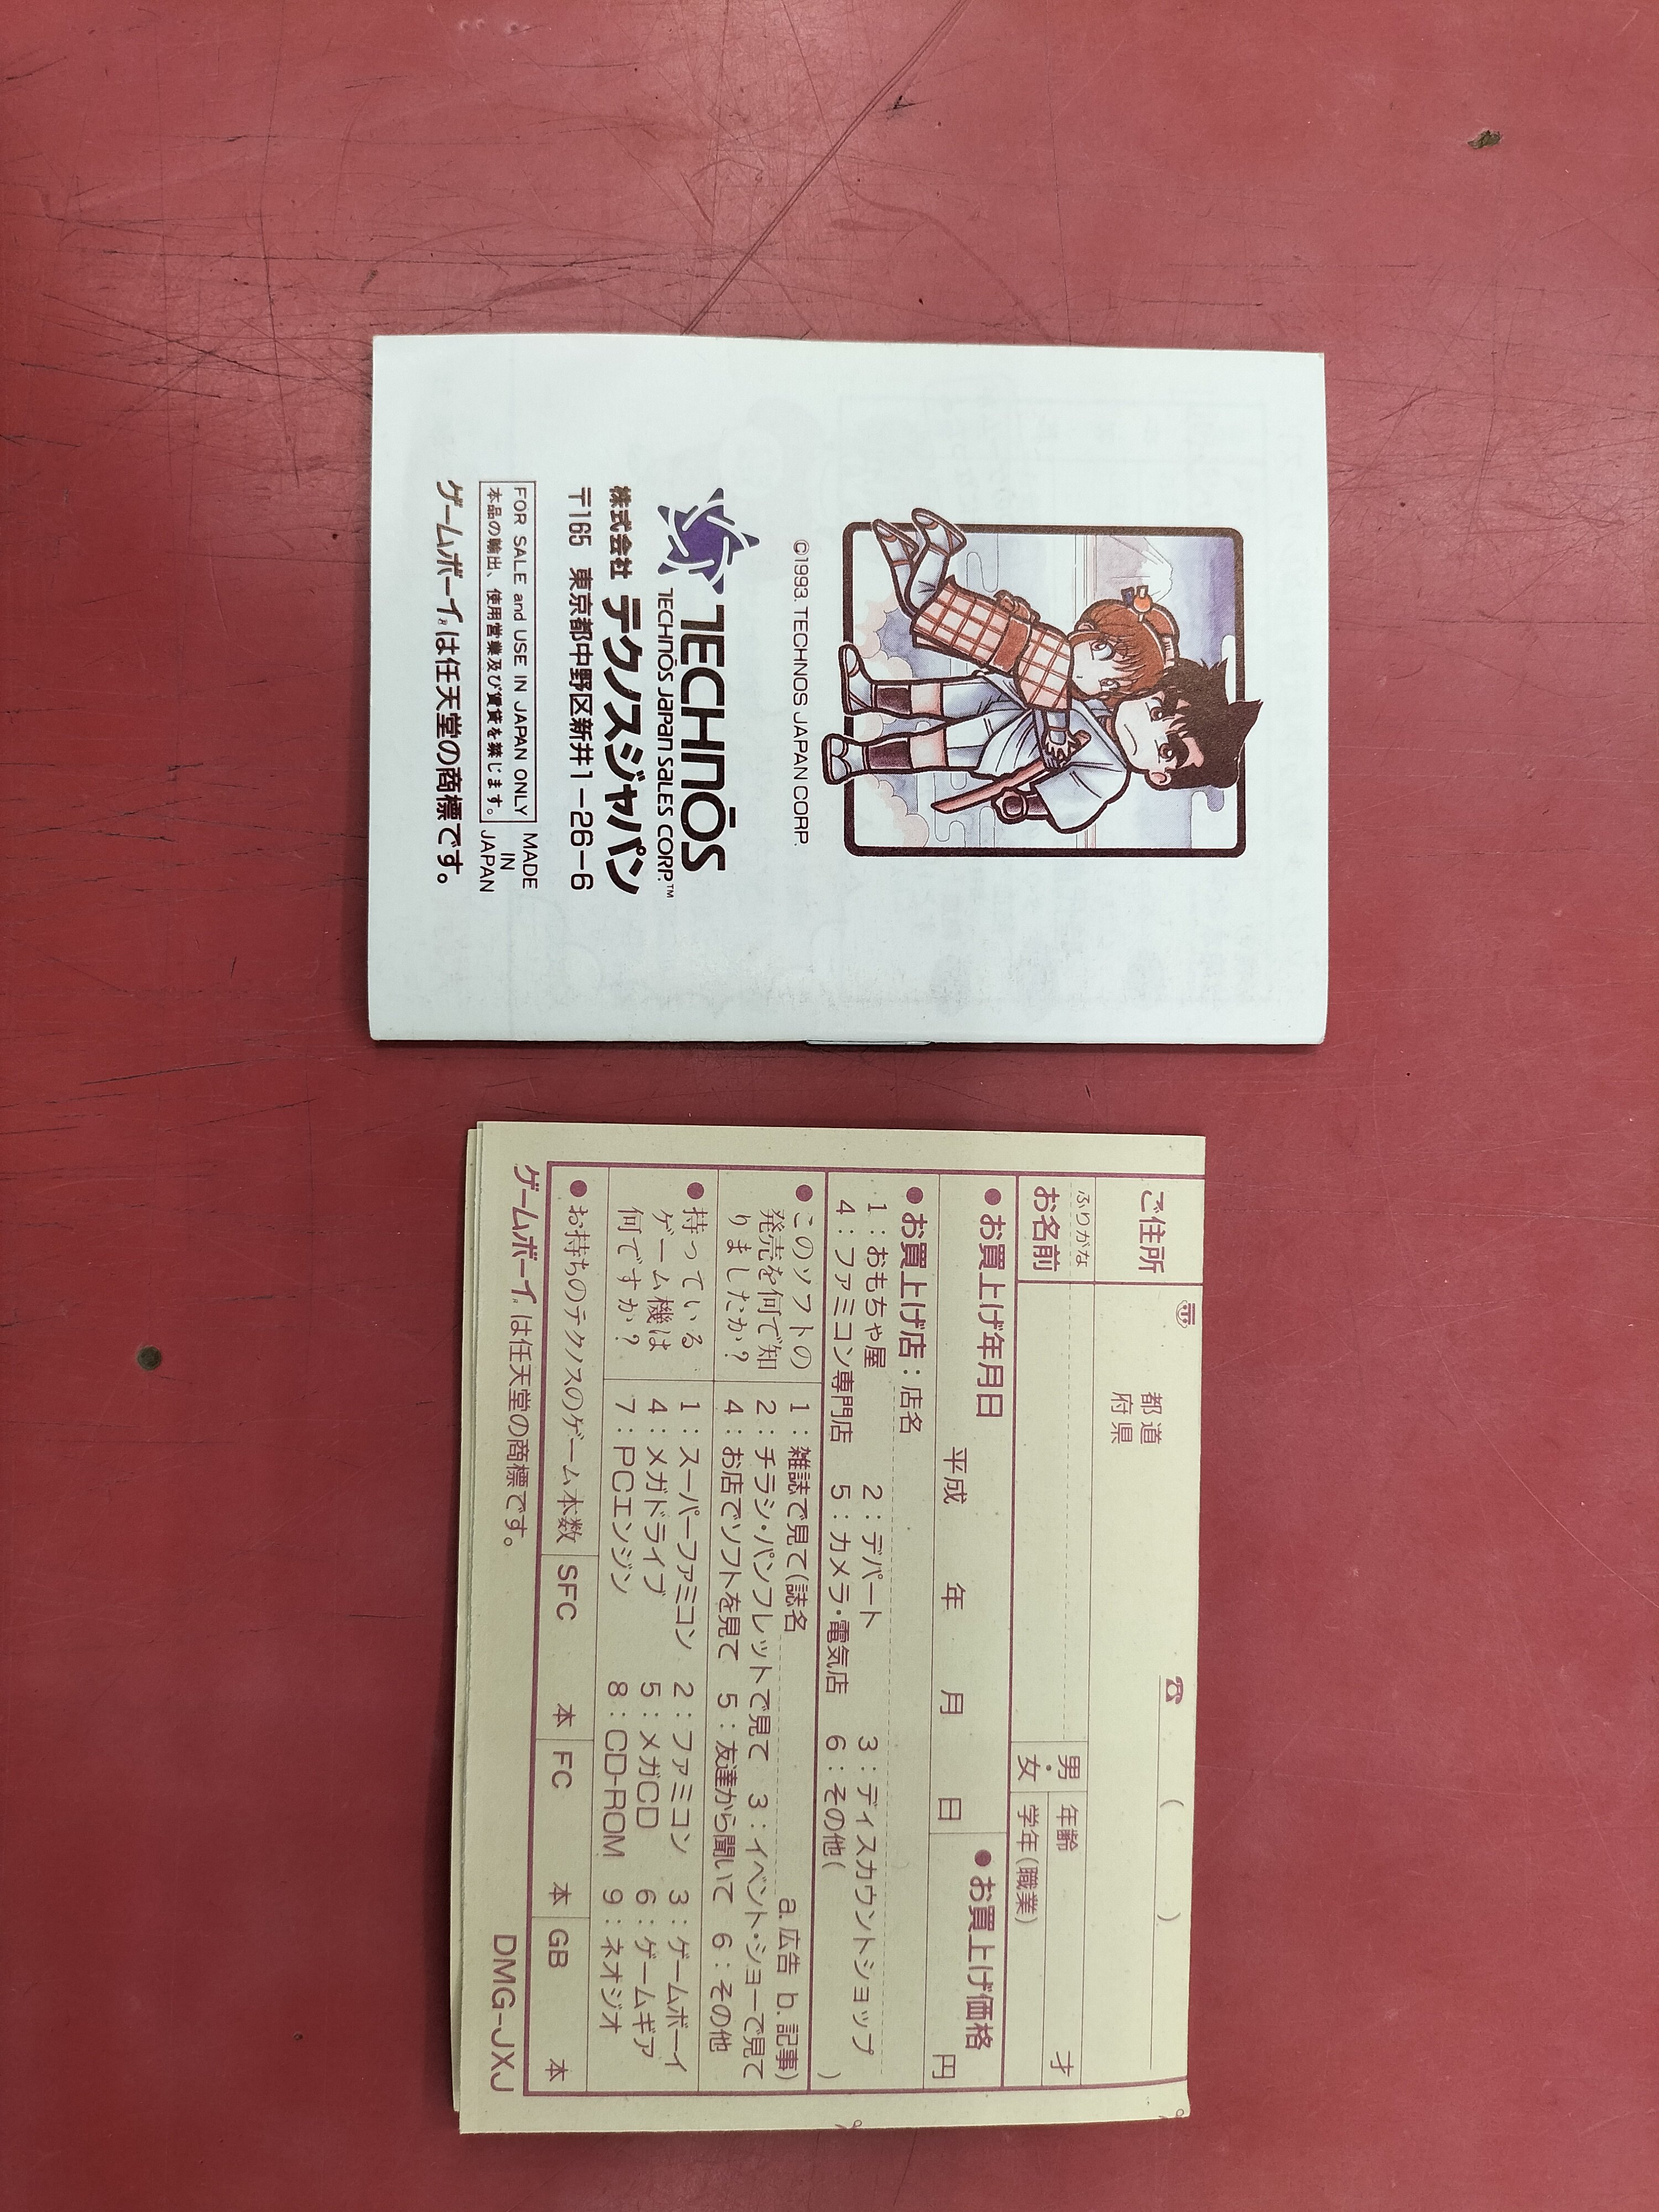 ©1993. TECHNOS JAPAN CORP.
TECHNŌS
TECHNŌS JAPAN SALES CORP.™
株式会社 テクノスジャパン
〒165 東京都中野区新井1-26-6
FOR SALE and USE IN JAPAN ONLY
本品の輸出、使用営業及び賃貸を禁じます。
MADE
IN
JAPAN
ゲームボーイ®は任天堂の商標です。
ご住所
〒
都道
府県
☎ ( )
ふりがな
お名前
男・女
年齢 才
学年(職業)
●お買上げ年月日
平成 年 月 日
●お買上げ価格
円
●お買上げ店：店名
1：おもちゃ屋 2：デパート 3：ディスカウントショップ
4：ファミコン専門店 5：カメラ・電気店 6：その他( )
●このソフトの
発売を何で知
りましたか？
1：雑誌で見て(誌名 a.広告 b.記事)
2：チラシ・パンフレットで見て 3：イベント・ショーで見て
4：お店でソフトを見て 5：友達から聞いて 6：その他
●持っている
ゲーム機は
何ですか？
1：スーパーファミコン 2：ファミコン 3：ゲームボーイ
4：メガドライブ 5：メガCD 6：ゲームギア
7：PCエンジン 8：CD-ROM 9：ネオジオ
●お持ちのテクノスのゲーム本数 SFC 本 FC 本 GB 本
ゲームボーイ®は任天堂の商標です。
DMG-JXJ